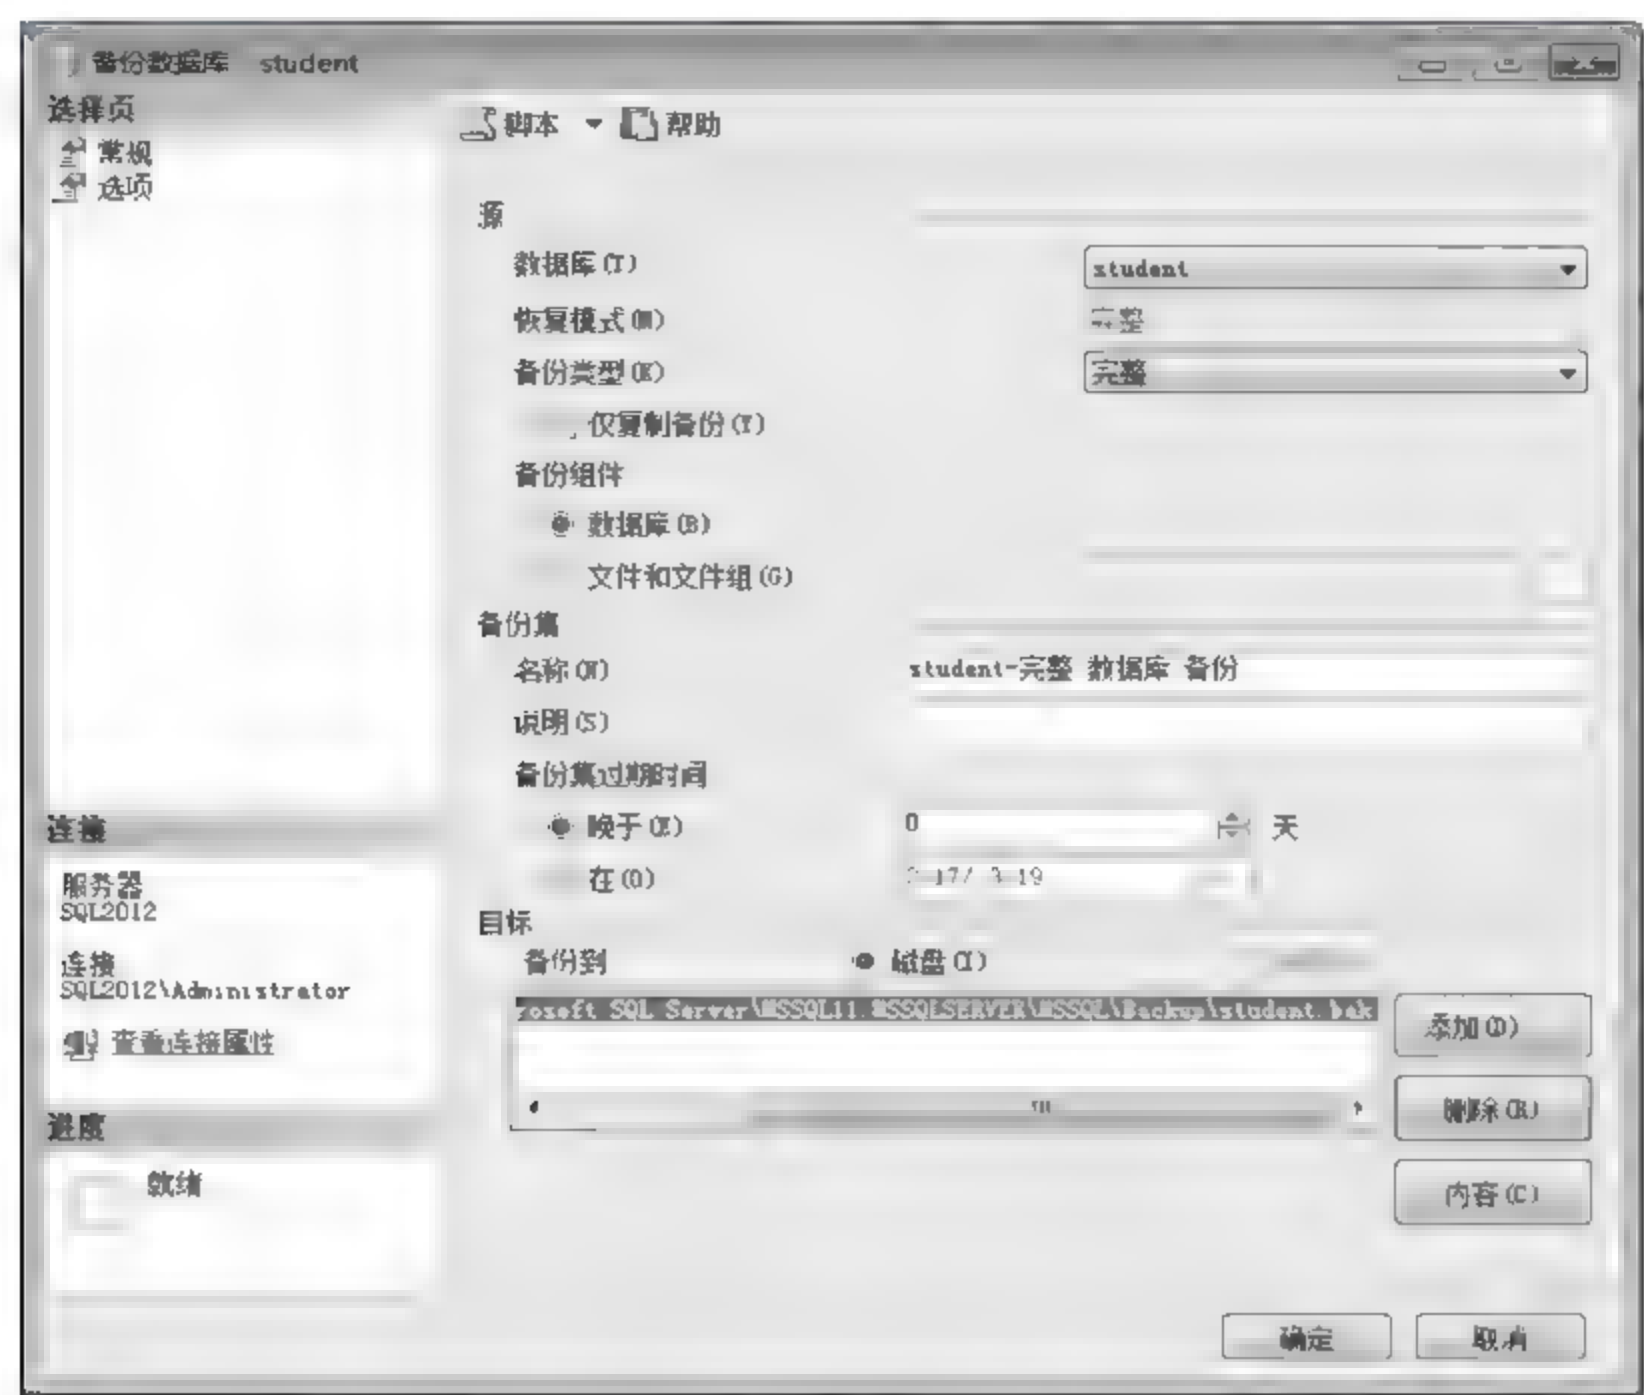 备份数据库 student
选择页
常规
选项
脚本 帮助
源
数据库(T) student
恢复模式(M) 完整
备份类型(K) 完整
仅复制备份(Y)
备份组件
数据库(B)
文件和文件组(G)
备份集
名称(N) student-完整 数据库 备份
说明(S)
备份集过期时间
晚于(E) 0 天
在(O)
目标
备份到 磁盘(I)
rosoft SQL Server\MSSQL11.MSSQLSERVER\MSSQL\Backup\student.bak
添加(D)
删除(R)
内容(C)
连接
服务器
SQL2012
连接
SQL2012\Administrator
查看连接属性
进度
就绪
确定 取消